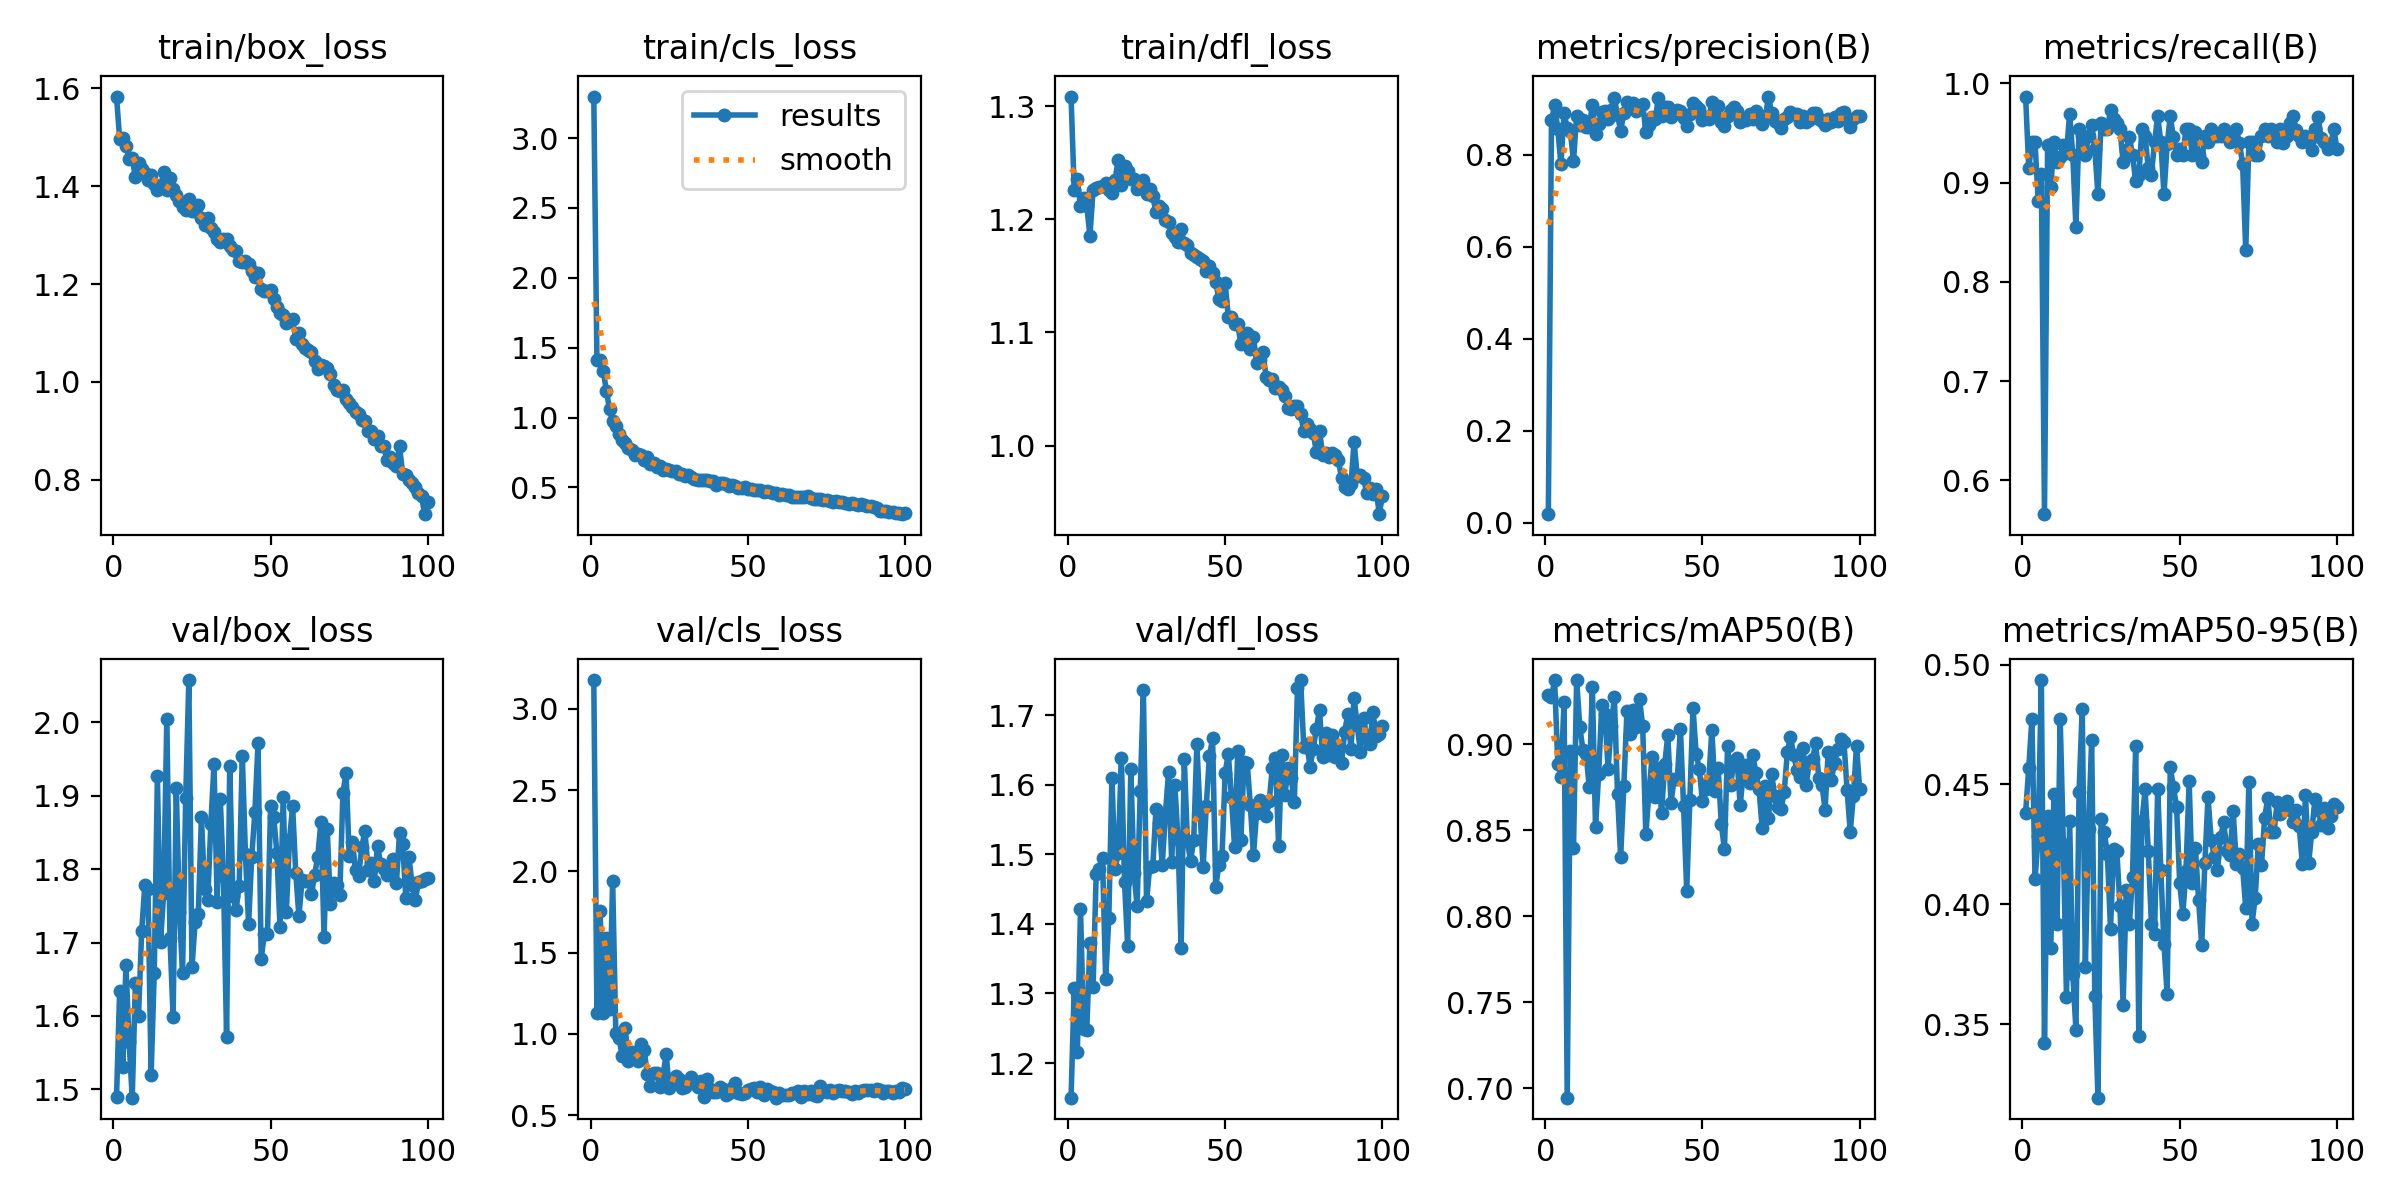 train/box_loss
1.6
1.4
1.2
1.0
0.8
0 50 100
train/cls_loss
results
smooth
3.0
2.5
2.0
1.5
1.0
0.5
0 50 100
train/dfl_loss
1.3
1.2
1.1
1.0
0 50 100
metrics/precision(B)
0.8
0.6
0.4
0.2
0.0
0 50 100
metrics/recall(B)
1.0
0.9
0.8
0.7
0.6
0 50 100
val/box_loss
2.0
1.9
1.8
1.7
1.6
1.5
0 50 100
val/cls_loss
3.0
2.5
2.0
1.5
1.0
0.5
0 50 100
val/dfl_loss
1.7
1.6
1.5
1.4
1.3
1.2
0 50 100
metrics/mAP50(B)
0.90
0.85
0.80
0.75
0.70
0 50 100
metrics/mAP50-95(B)
0.50
0.45
0.40
0.35
0 50 100